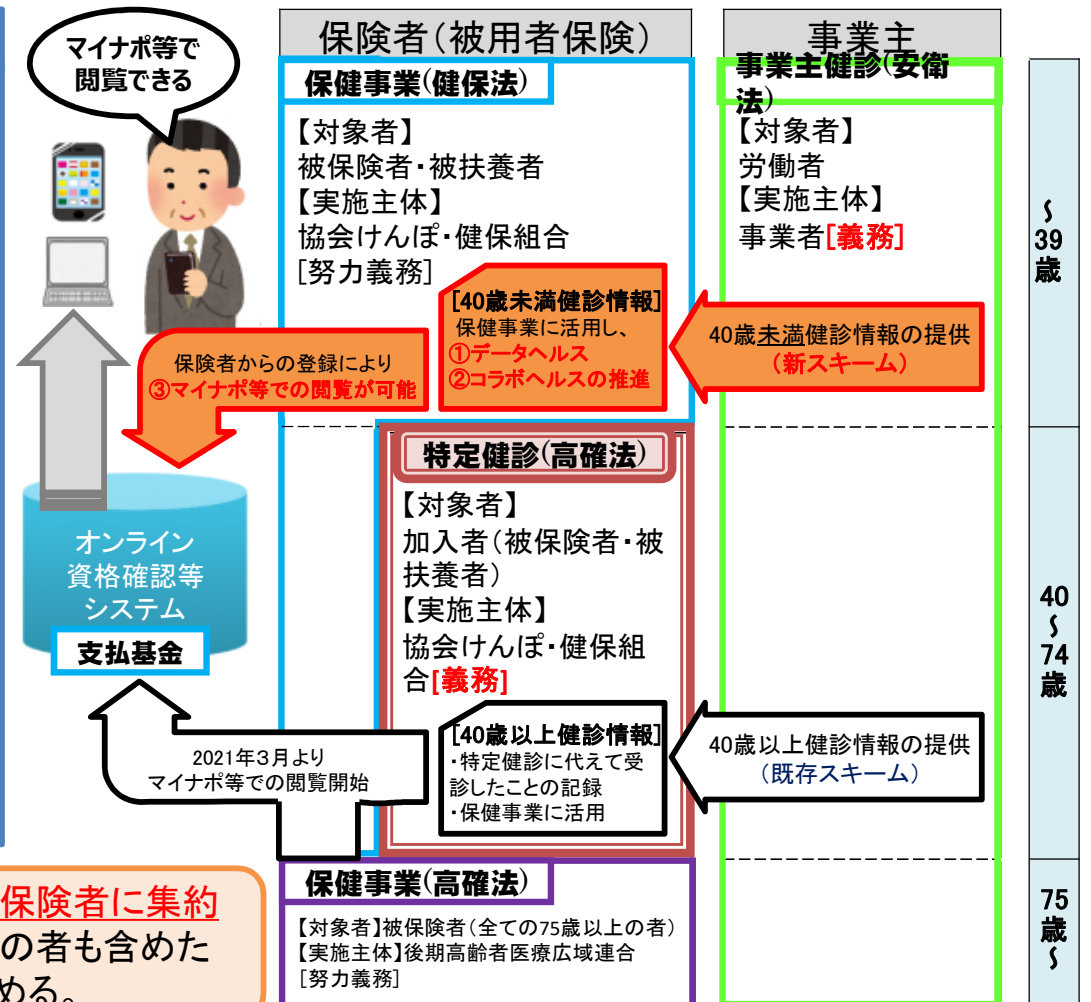 マイナポ等で
閲覧できる
保険者（被用者保険）
保健事業(健保法)
【対象者】
被保険者・被扶養者
【実施主体】
協会けんぽ・健保組合
[努力義務]
事業主
事業主健診(安衛
法)
【対象者】
労働者
【実施主体】
事業者[義務]
～39歳
[40歳未満健診情報]
保健事業に活用し、
①データヘルス
②コラボヘルスの推進
40歳未満健診情報の提供
（新スキーム）
保険者からの登録により
③マイナポ等での閲覧が可能
特定健診(高確法)
【対象者】
加入者（被保険者・被
扶養者）
【実施主体】
協会けんぽ・健保組
合[義務]
オンライン
資格確認等
システム
支払基金
40～74歳
2021年３月より
マイナポ等での閲覧開始
[40歳以上健診情報]
・特定健診に代えて受
診したことの記録
・保健事業に活用
40歳以上健診情報の提供
（既存スキーム）
保健事業(高確法)
【対象者】被保険者（全ての75歳以上の者）
【実施主体】後期高齢者医療広域連合
[努力義務]
75歳～
保険者に集約
の者も含めた
める。